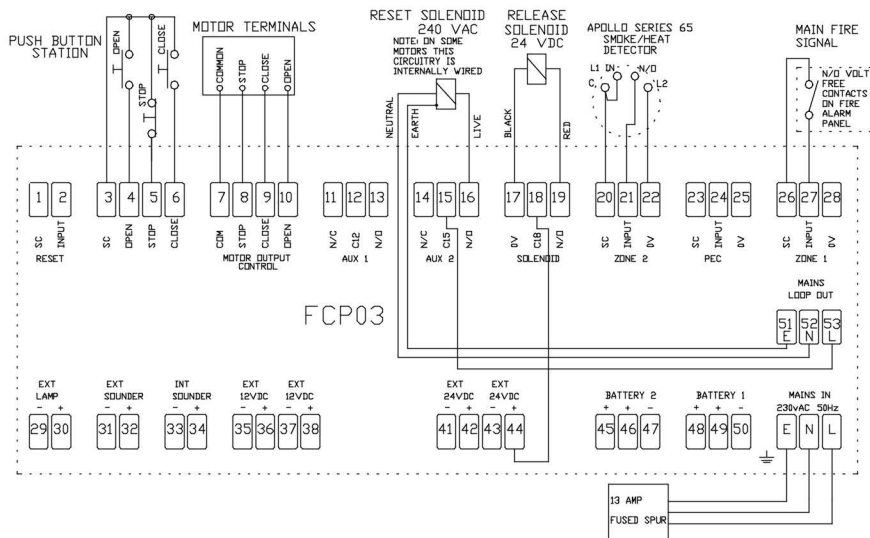 PUSH BUTTON
STATION
OPEN
STOP
CLOSE
MOTOR TERMINALS
COMMON
STOP
CLOSE
OPEN
RESET SOLENOID
240 VAC
NOTE: ON SOME
MOTORS THIS
CIRCUITRY IS
INTERNALLY WIRED
NEUTRAL
EARTH
LIVE
RELEASE
SOLENOID
24 VDC
BLACK
RED
APOLLO SERIES 65
SMOKE/HEAT
DETECTOR
L1 IN
N/O
C
L2
MAIN FIRE
SIGNAL
N/O VOLT
FREE
CONTACTS
ON FIRE
ALARM
PANEL
1 2 3 4 5 6 7 8 9 10 11 12 13 14 15 16 17 18 19 20 21 22 23 24 25 26 27 28
SC INPUT SC OPEN STOP CLOSE COM STOP CLOSE OPEN N/C C12 N/O N/C C15 N/O 0V C18 N/O SC INPUT 0V SC INPUT 0V SC INPUT 0V
RESET
MOTOR OUTPUT
CONTROL
AUX 1
AUX 2
SOLENOID
ZONE 2
PEC
ZONE 1
FCP03
MAINS
LOOP OUT
51 52 53
E N L
EXT
LAMP
- +
29 30
EXT
SOUNDER
- +
31 32
INT
SOUNDER
- +
33 34
EXT
12VDC
- +
35 36
EXT
12VDC
- +
37 38
EXT
24VDC
- +
41 42
EXT
24VDC
- +
43 44
BATTERY 2
+ + -
45 46 47
BATTERY 1
+ + -
48 49 50
MAINS IN
230vAC 50Hz
E N L
13 AMP
FUSED SPUR